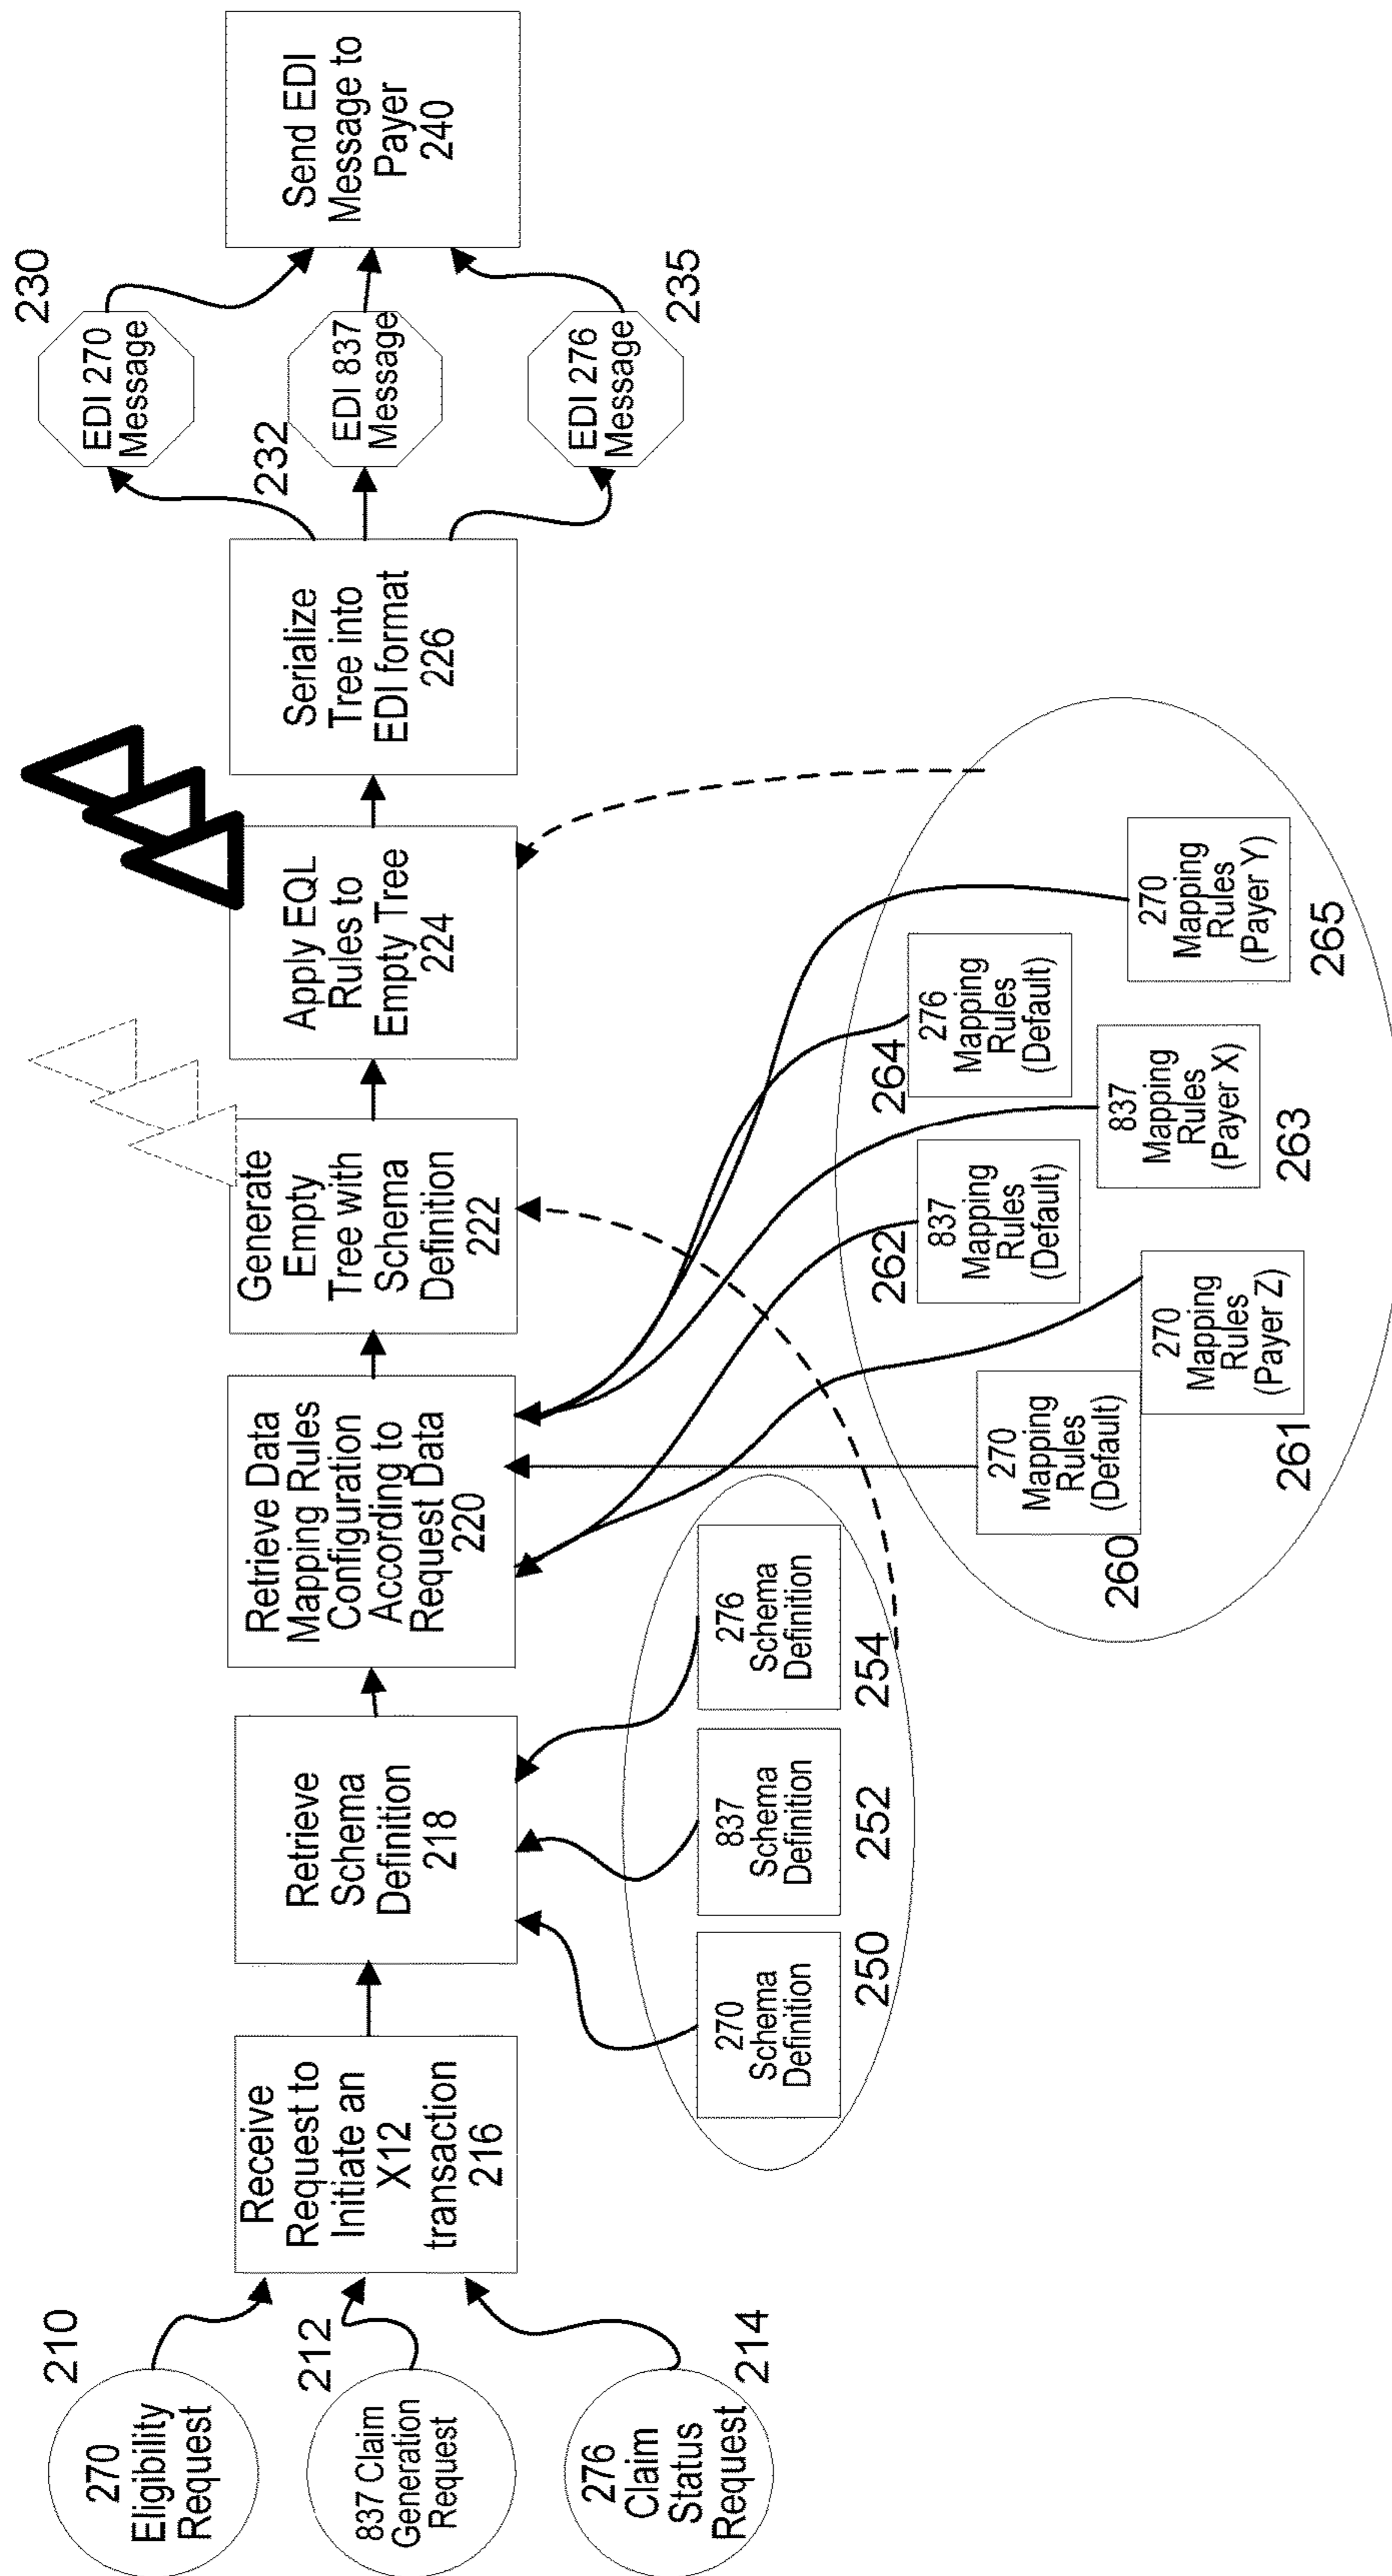 270
Eligibility
Request
210
837 Claim
Generation
Request
212
276
Claim
Status
Request
214
Receive
Request to
Initiate an
X12
transaction
216
Retrieve
Schema
Definition
218
Retrieve Data
Mapping Rules
Configuration
According to
Request Data
220
Generate
Empty
Tree with
Schema
Definition
222
Apply EQL
Rules to
Empty Tree
224
Serialize
Tree into
EDI format
226
EDI 270
Message
230
232
EDI 837
Message
EDI 276
Message
235
Send EDI
Message to
Payer
240
270
Schema
Definition
250
837
Schema
Definition
252
276
Schema
Definition
254
270
Mapping
Rules
(Default)
260
270
Mapping
Rules
(Payer Z)
261
262
837
Mapping
Rules
(Default)
837
Mapping
Rules
(Payer X)
263
264
276
Mapping
Rules
(Default)
270
Mapping
Rules
(Payer Y)
265